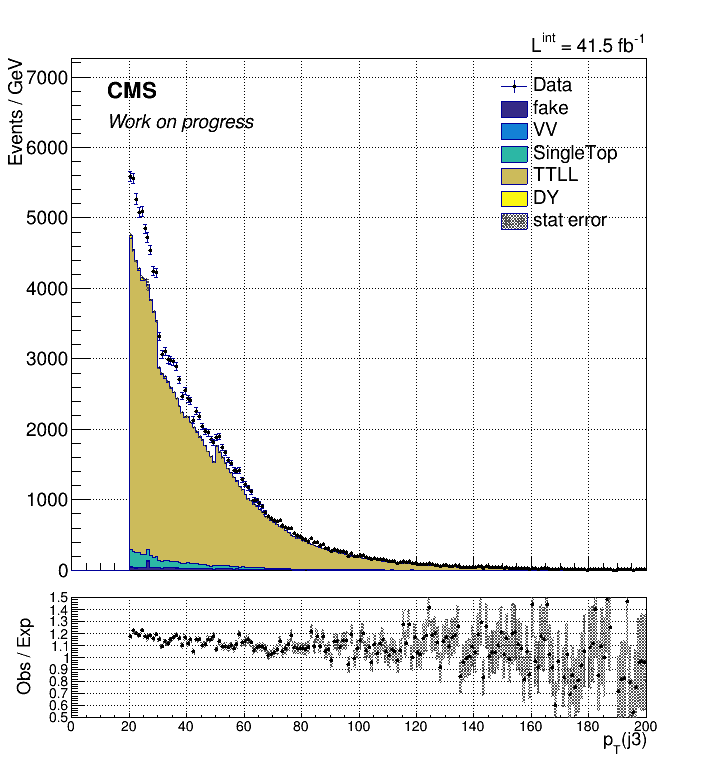 L^int = 41.5 fb^-1
Events / GeV
7000
6000
5000
4000
3000
2000
1000
0
CMS
Work on progress
Data
fake
VV
SingleTop
TTLL
DY
stat error
Obs / Exp
1.5
1.4
1.3
1.2
1.1
1
0.9
0.8
0.7
0.6
0.5
0 20 40 60 80 100 120 140 160 180 200
p_T(j3)